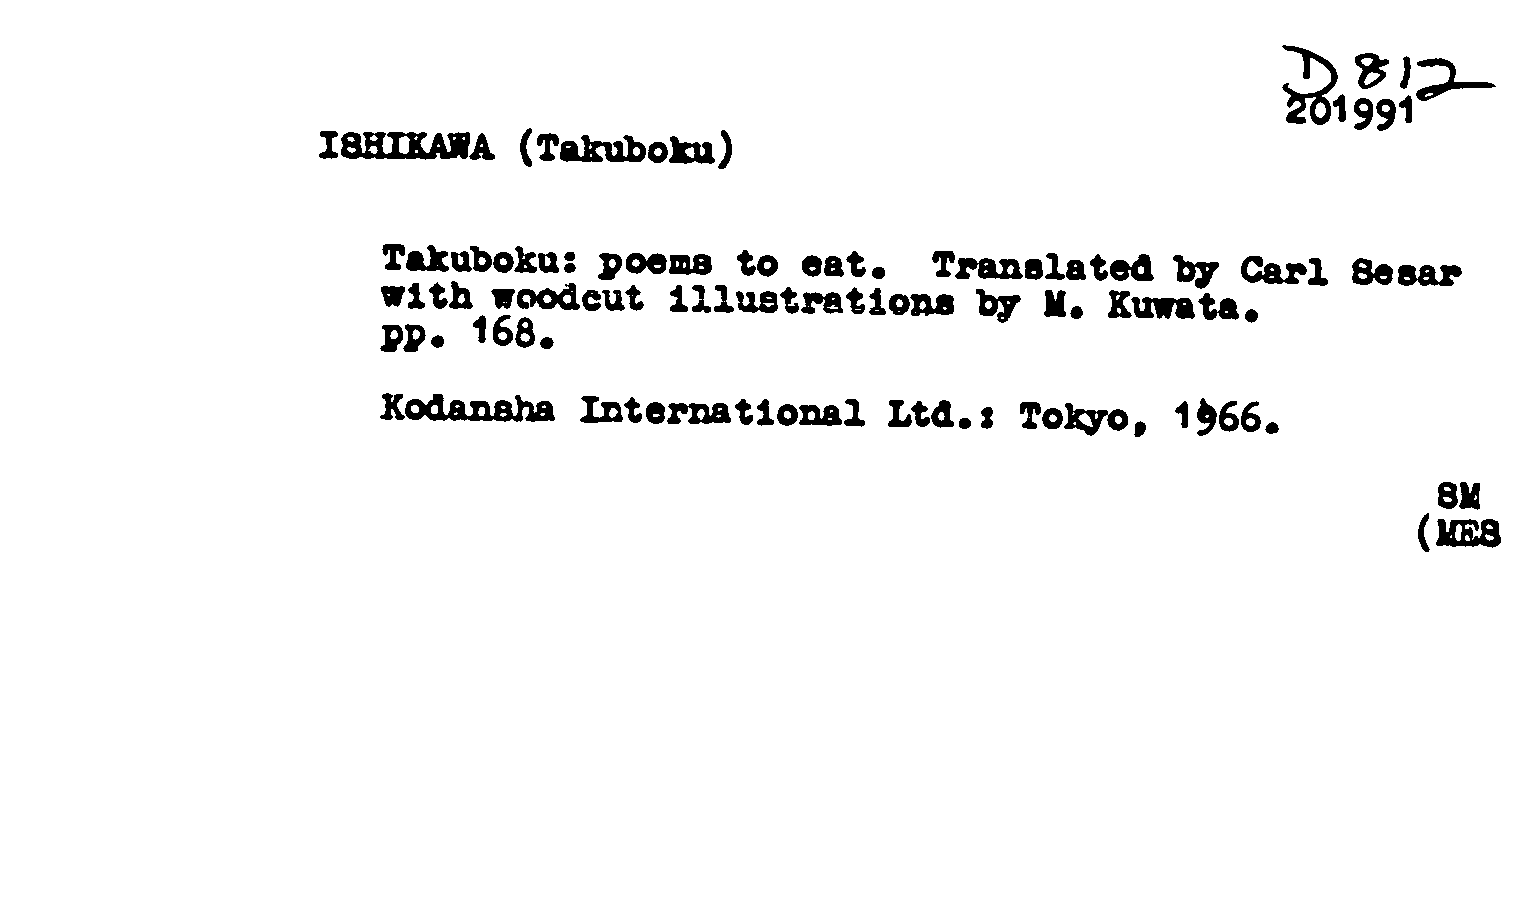 D 812
201991
ISHIKAWA (Takuboku)
Takuboku: poems to eat. Translated by Carl Sesar
with woodcut illustrations by M. Kuwata.
pp. 168.
Kodansha International Ltd.: Tokyo, 1966.
SM
(MES